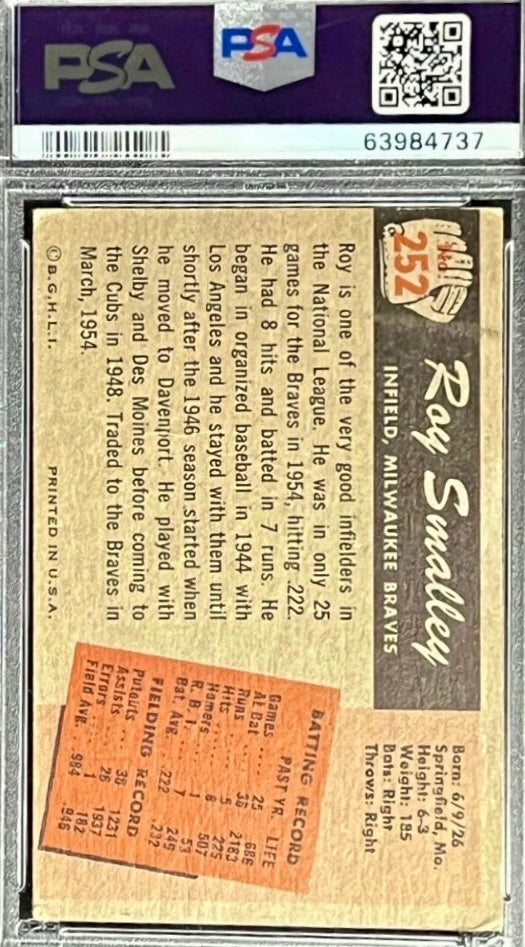 PSA
PSA
63984737
No.
252
Roy Smalley
INFIELD, MILWAUKEE BRAVES
Born: 6/9/26
Springfield, Mo.
Height: 6-3
Weight: 185
Bats: Right
Throws: Right
Roy is one of the very good infielders in
the National League. He was in only 25
games for the Braves in 1954, hitting .222.
He had 8 hits and batted in 7 runs. He
began in organized baseball in 1944 with
Los Angeles and he stayed with them until
shortly after the 1946 season started when
he moved to Davenport. He played with
Shelby and Des Moines before coming to
the Cubs in 1948. Traded to the Braves in
March, 1954.
BATTING RECORD
PAST YR. LIFE
Games 25 686
At Bat 36 2183
Runs 5 225
Hits 8 507
Homers 1 53
R. B. I. 7 249
Bat. Avg. .222 .232
FIELDING RECORD
Putouts 38 1231
Assists 26 1937
Errors 1 182
Field Avg. .984 .946
©B.G.H.L.I. PRINTED IN U.S.A.